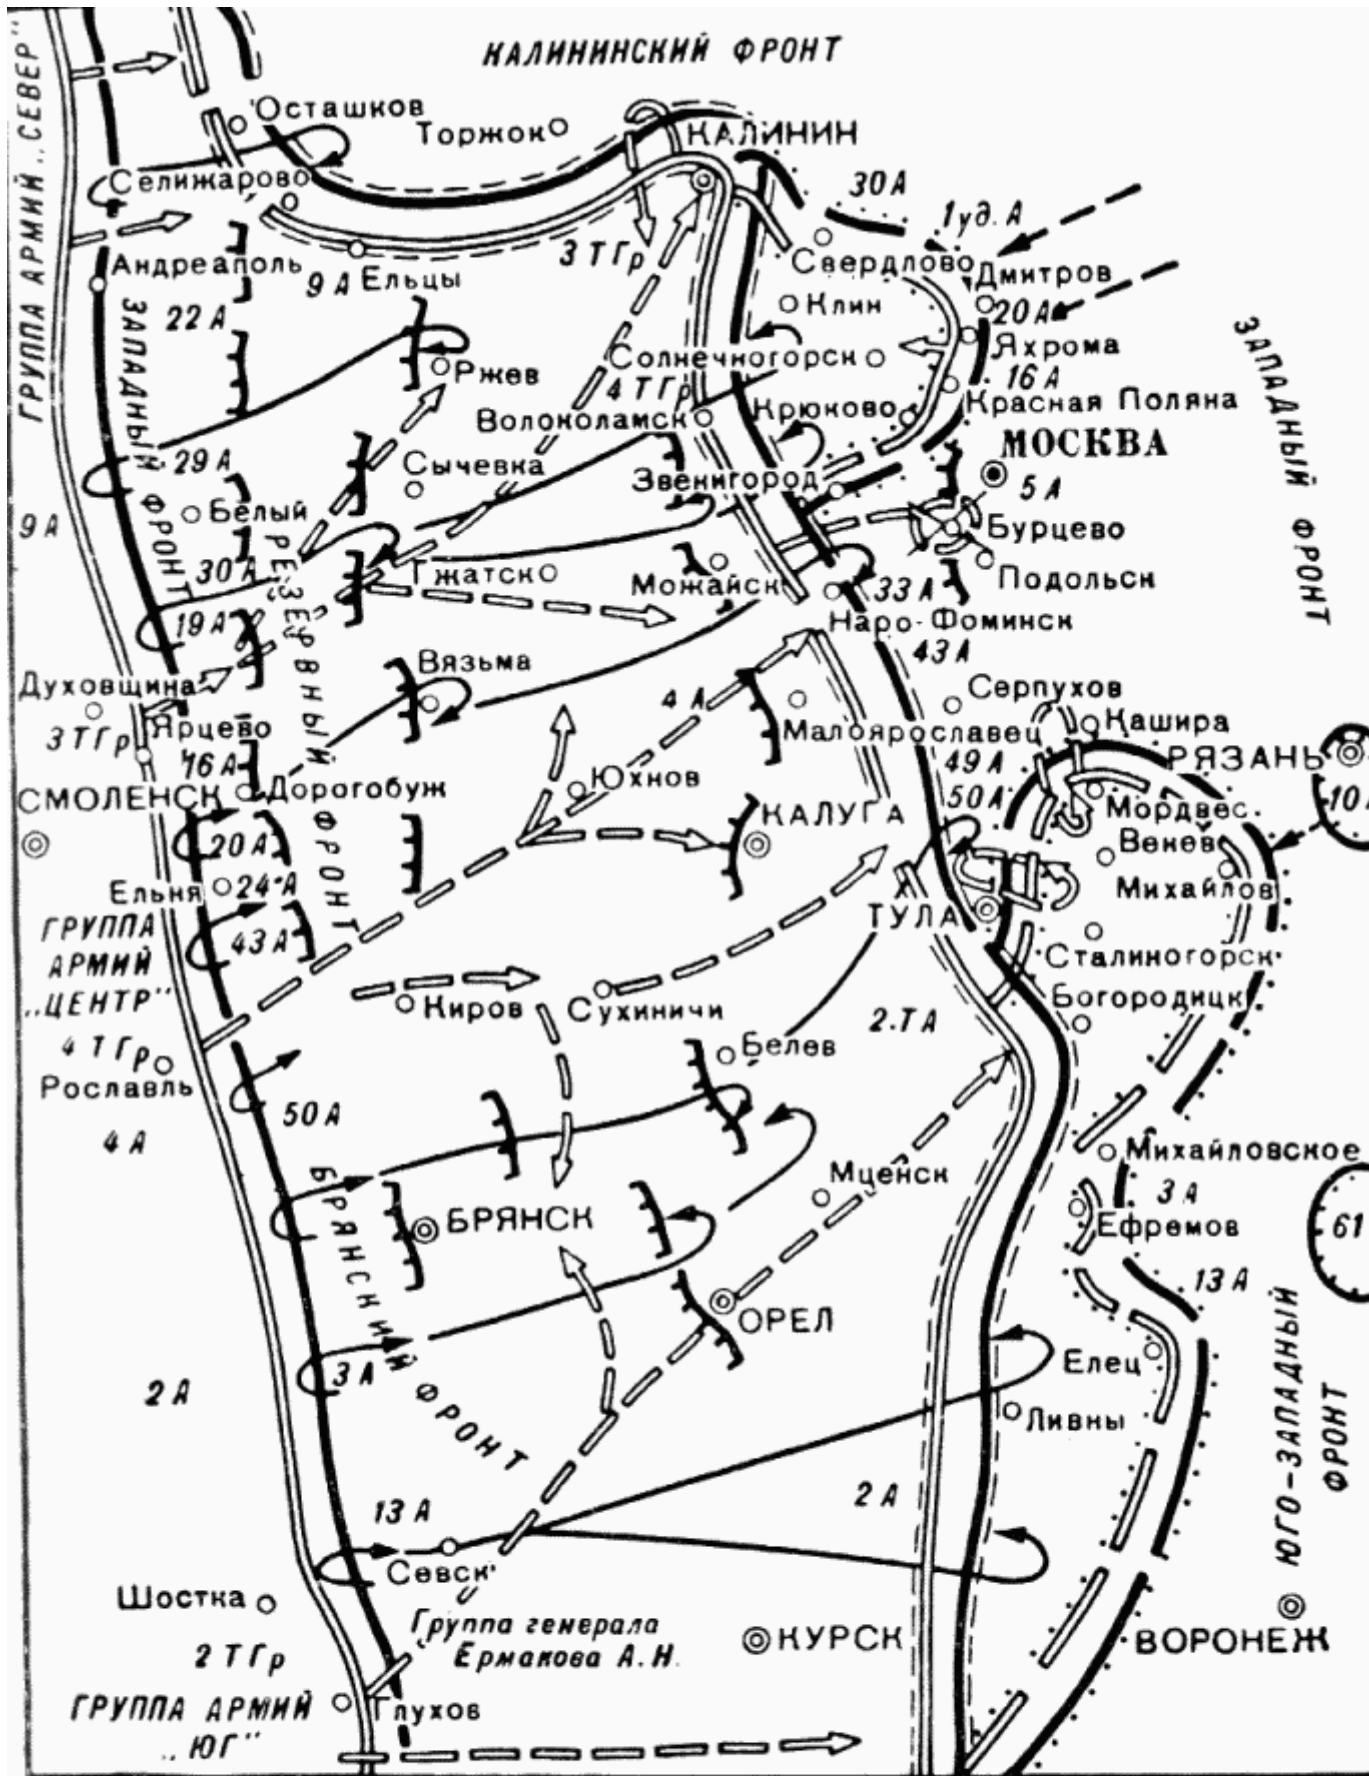 КАЛИНИНСКИЙ ФРОНТ
ГРУППА АРМИЙ „СЕВЕР"
Осташков
Торжок
КАЛИНИН
Селижарово
30 А
1 уд. А
3 ТГр
Свердлово
Дмитров
Андреаполь
9 А
Ельцы
22 А
Клин
20 А
ЗАПАДНЫЙ ФРОНТ
Ржев
Солнечногорск
Яхрома
4 ТГр
16 А
Волоколамск
Крюково
Красная Поляна
МОСКВА
ЗАПАДНЫЙ ФРОНТ
29 А
Сычевка
Звенигород
5 А
9 А
Белый
Бурцево
РЕЗЕРВНЫЙ ФРОНТ
30 А
Гжатск
Можайск
Подольск
33 А
19 А
Наро-Фоминск
43 А
Духовщина
Вязьма
4 А
Серпухов
Ярцево
Малоярославец
Кашира
3 ТГр
16 А
49 А
РЯЗАНЬ
СМОЛЕНСК
Дорогобуж
Юхнов
50 А
Мордвес
10 А
КАЛУГА
Венев
20 А
Ельня
24 А
Михайлов
ГРУППА
АРМИЙ
„ЦЕНТР"
43 А
ТУЛА
Сталиногорск
Киров
Сухиничи
Богородицк
4 ТГр
2 ТА
Рославль
Белев
50 А
4 А
БРЯНСКИЙ ФРОНТ
Мценск
Михайловское
3 А
БРЯНСК
Ефремов
61
13 А
ОРЕЛ
Елец
3 А
2 А
Ливны
ЮГО-ЗАПАДНЫЙ
ФРОНТ
13 А
2 А
Севск
Шостка
Группа генерала
Ермакова А.Н.
КУРСК
ВОРОНЕЖ
2 ТГр
ГРУППА АРМИЙ
„ЮГ"
Глухов